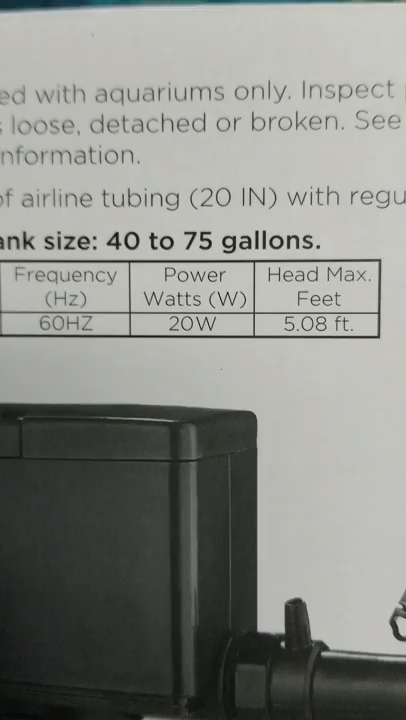 ed with aquariums only. Inspect
loose, detached or broken. See
nformation.
of airline tubing (20 IN) with regu
ank size: 40 to 75 gallons.
Frequency (Hz) Power Watts (W) Head Max. Feet
60HZ 20W 5.08 ft.